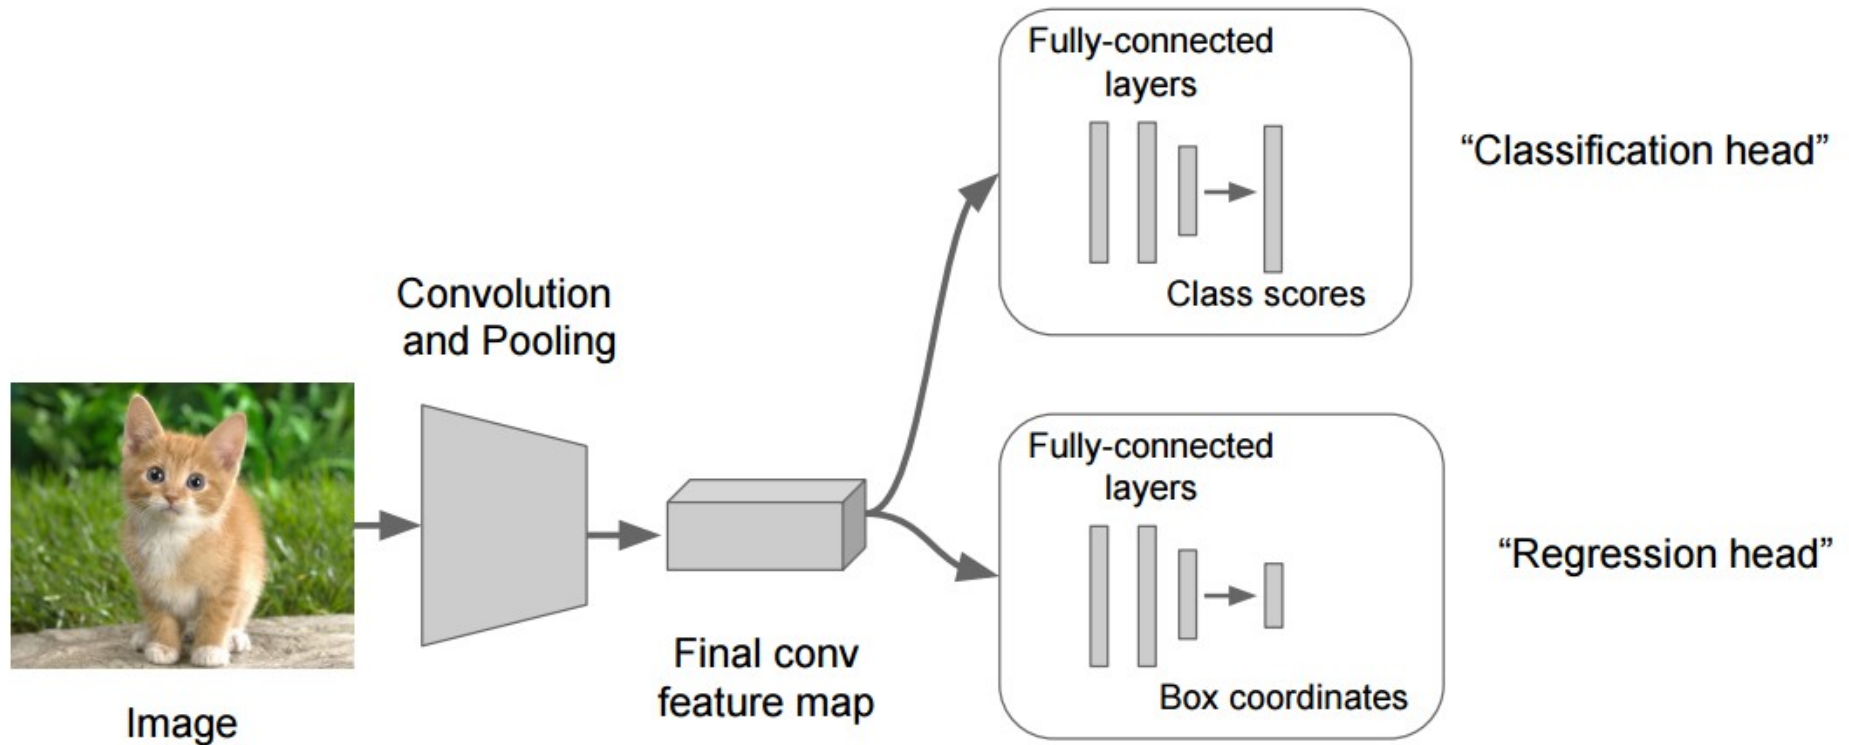 Fully-connected
layers
Class scores
“Classification head”
Convolution
and Pooling
Image
Final conv
feature map
Fully-connected
layers
Box coordinates
“Regression head”